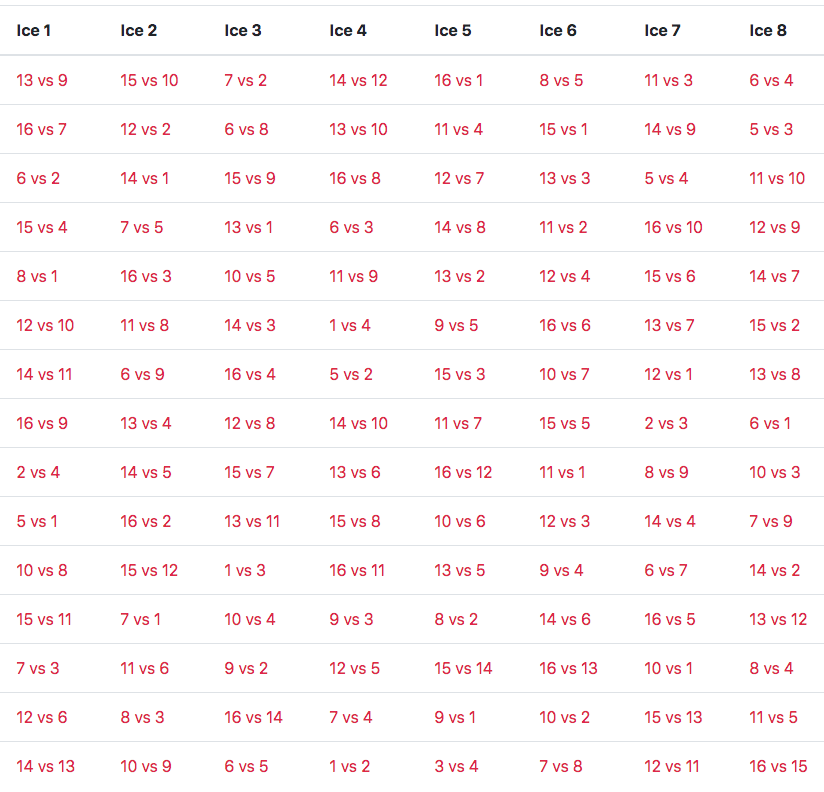 Ice 1 Ice 2 Ice 3 Ice 4 Ice 5 Ice 6 Ice 7 Ice 8
13 vs 9 15 vs 10 7 vs 2 14 vs 12 16 vs 1 8 vs 5 11 vs 3 6 vs 4
16 vs 7 12 vs 2 6 vs 8 13 vs 10 11 vs 4 15 vs 1 14 vs 9 5 vs 3
6 vs 2 14 vs 1 15 vs 9 16 vs 8 12 vs 7 13 vs 3 5 vs 4 11 vs 10
15 vs 4 7 vs 5 13 vs 1 6 vs 3 14 vs 8 11 vs 2 16 vs 10 12 vs 9
8 vs 1 16 vs 3 10 vs 5 11 vs 9 13 vs 2 12 vs 4 15 vs 6 14 vs 7
12 vs 10 11 vs 8 14 vs 3 1 vs 4 9 vs 5 16 vs 6 13 vs 7 15 vs 2
14 vs 11 6 vs 9 16 vs 4 5 vs 2 15 vs 3 10 vs 7 12 vs 1 13 vs 8
16 vs 9 13 vs 4 12 vs 8 14 vs 10 11 vs 7 15 vs 5 2 vs 3 6 vs 1
2 vs 4 14 vs 5 15 vs 7 13 vs 6 16 vs 12 11 vs 1 8 vs 9 10 vs 3
5 vs 1 16 vs 2 13 vs 11 15 vs 8 10 vs 6 12 vs 3 14 vs 4 7 vs 9
10 vs 8 15 vs 12 1 vs 3 16 vs 11 13 vs 5 9 vs 4 6 vs 7 14 vs 2
15 vs 11 7 vs 1 10 vs 4 9 vs 3 8 vs 2 14 vs 6 16 vs 5 13 vs 12
7 vs 3 11 vs 6 9 vs 2 12 vs 5 15 vs 14 16 vs 13 10 vs 1 8 vs 4
12 vs 6 8 vs 3 16 vs 14 7 vs 4 9 vs 1 10 vs 2 15 vs 13 11 vs 5
14 vs 13 10 vs 9 6 vs 5 1 vs 2 3 vs 4 7 vs 8 12 vs 11 16 vs 15